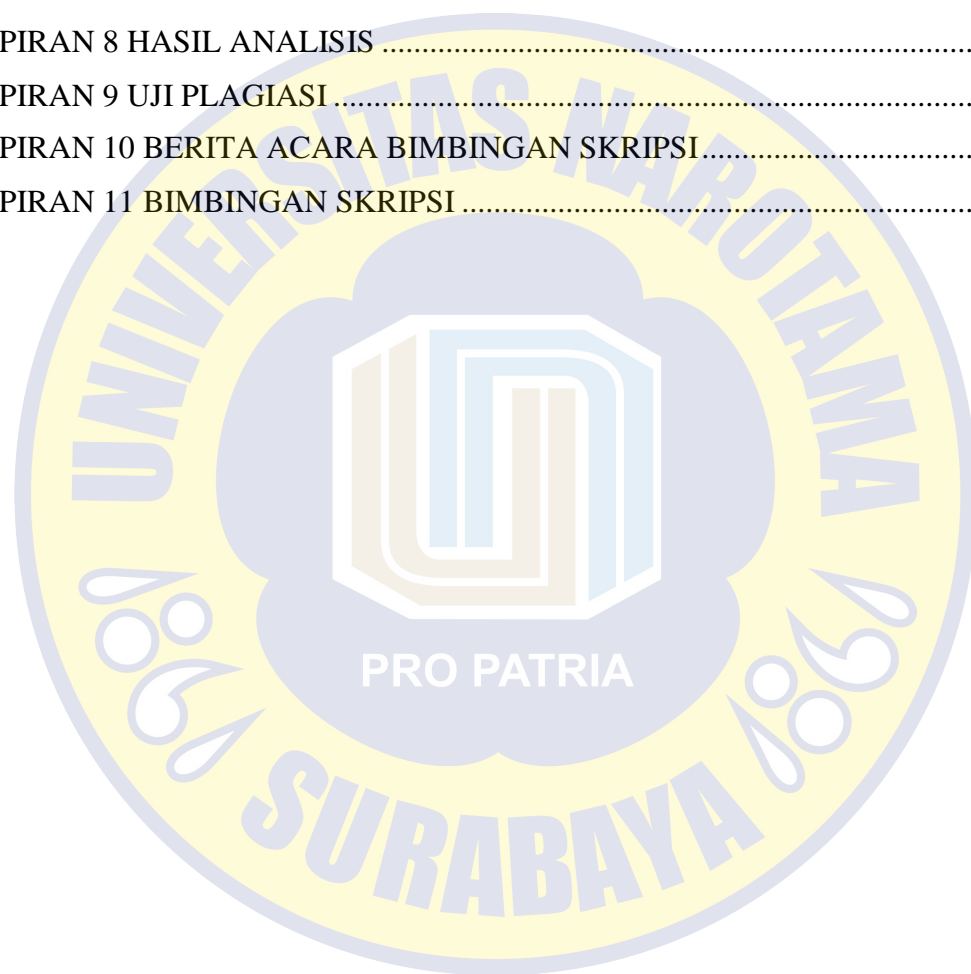 PIRAN 8 HASIL ANALISIS ........................................................................
PIRAN 9 UJI PLAGIASI ..............................................................................
PIRAN 10 BERITA ACARA BIMBINGAN SKRIPSI ..................................
PIRAN 11 BIMBINGAN SKRIPSI ..............................................................
UNIVERSITAS NAROTAMA
PRO PATRIA
SURABAYA